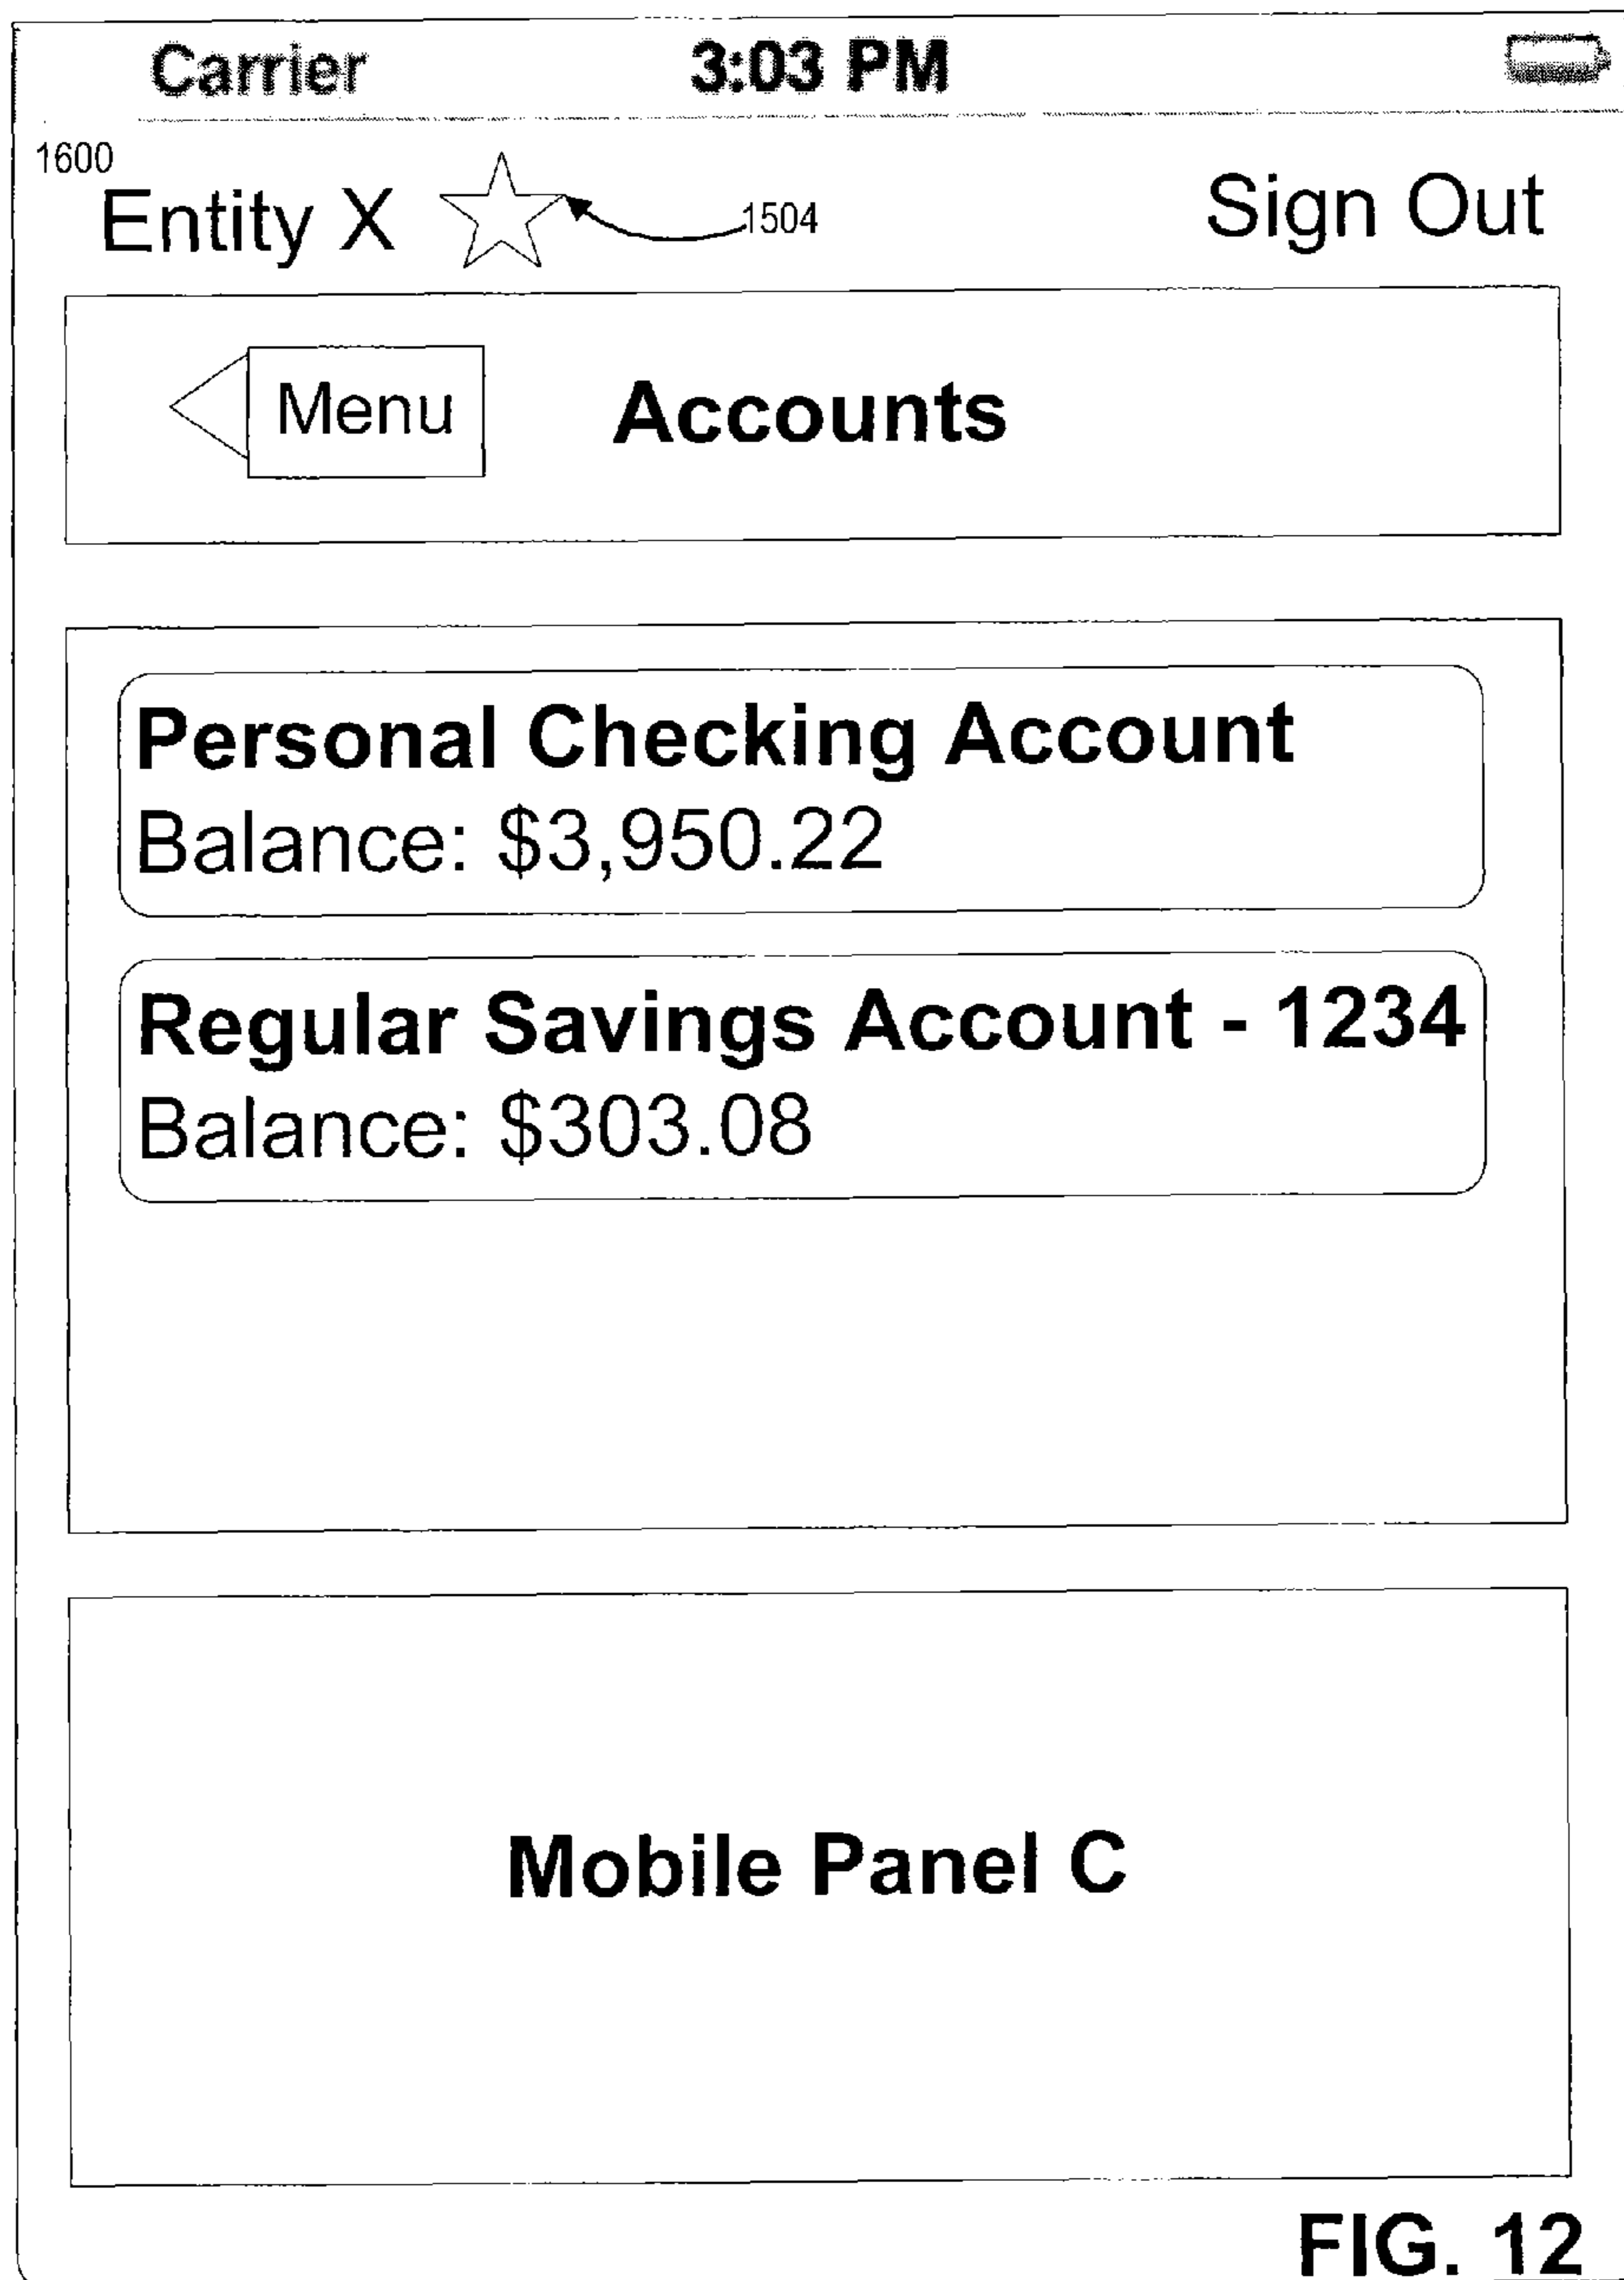 Carrier 3:03 PM
1600
Entity X 1504 Sign Out
Menu Accounts
Personal Checking Account
Balance: $3,950.22
Regular Savings Account - 1234
Balance: $303.08
Mobile Panel C
FIG. 12